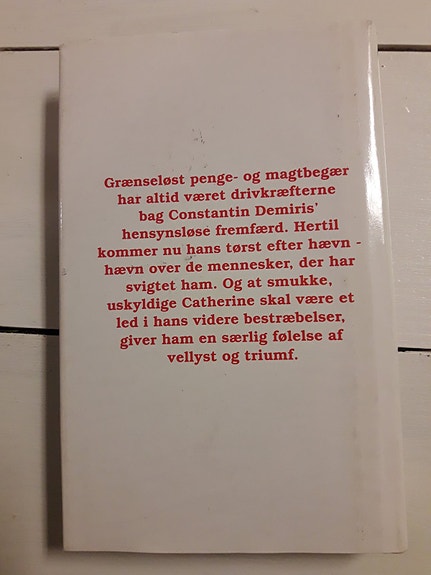 Grænseløst penge- og magtbegær
har altid været drivkræfterne
bag Constantin Demiris’
hensynsløse fremfærd. Hertil
kommer nu hans tørst efter hævn -
hævn over de mennesker, der har
svigtet ham. Og at smukke,
uskyldige Catherine skal være et
led i hans videre bestræbelser,
giver ham en særlig følelse af
vellyst og triumf.